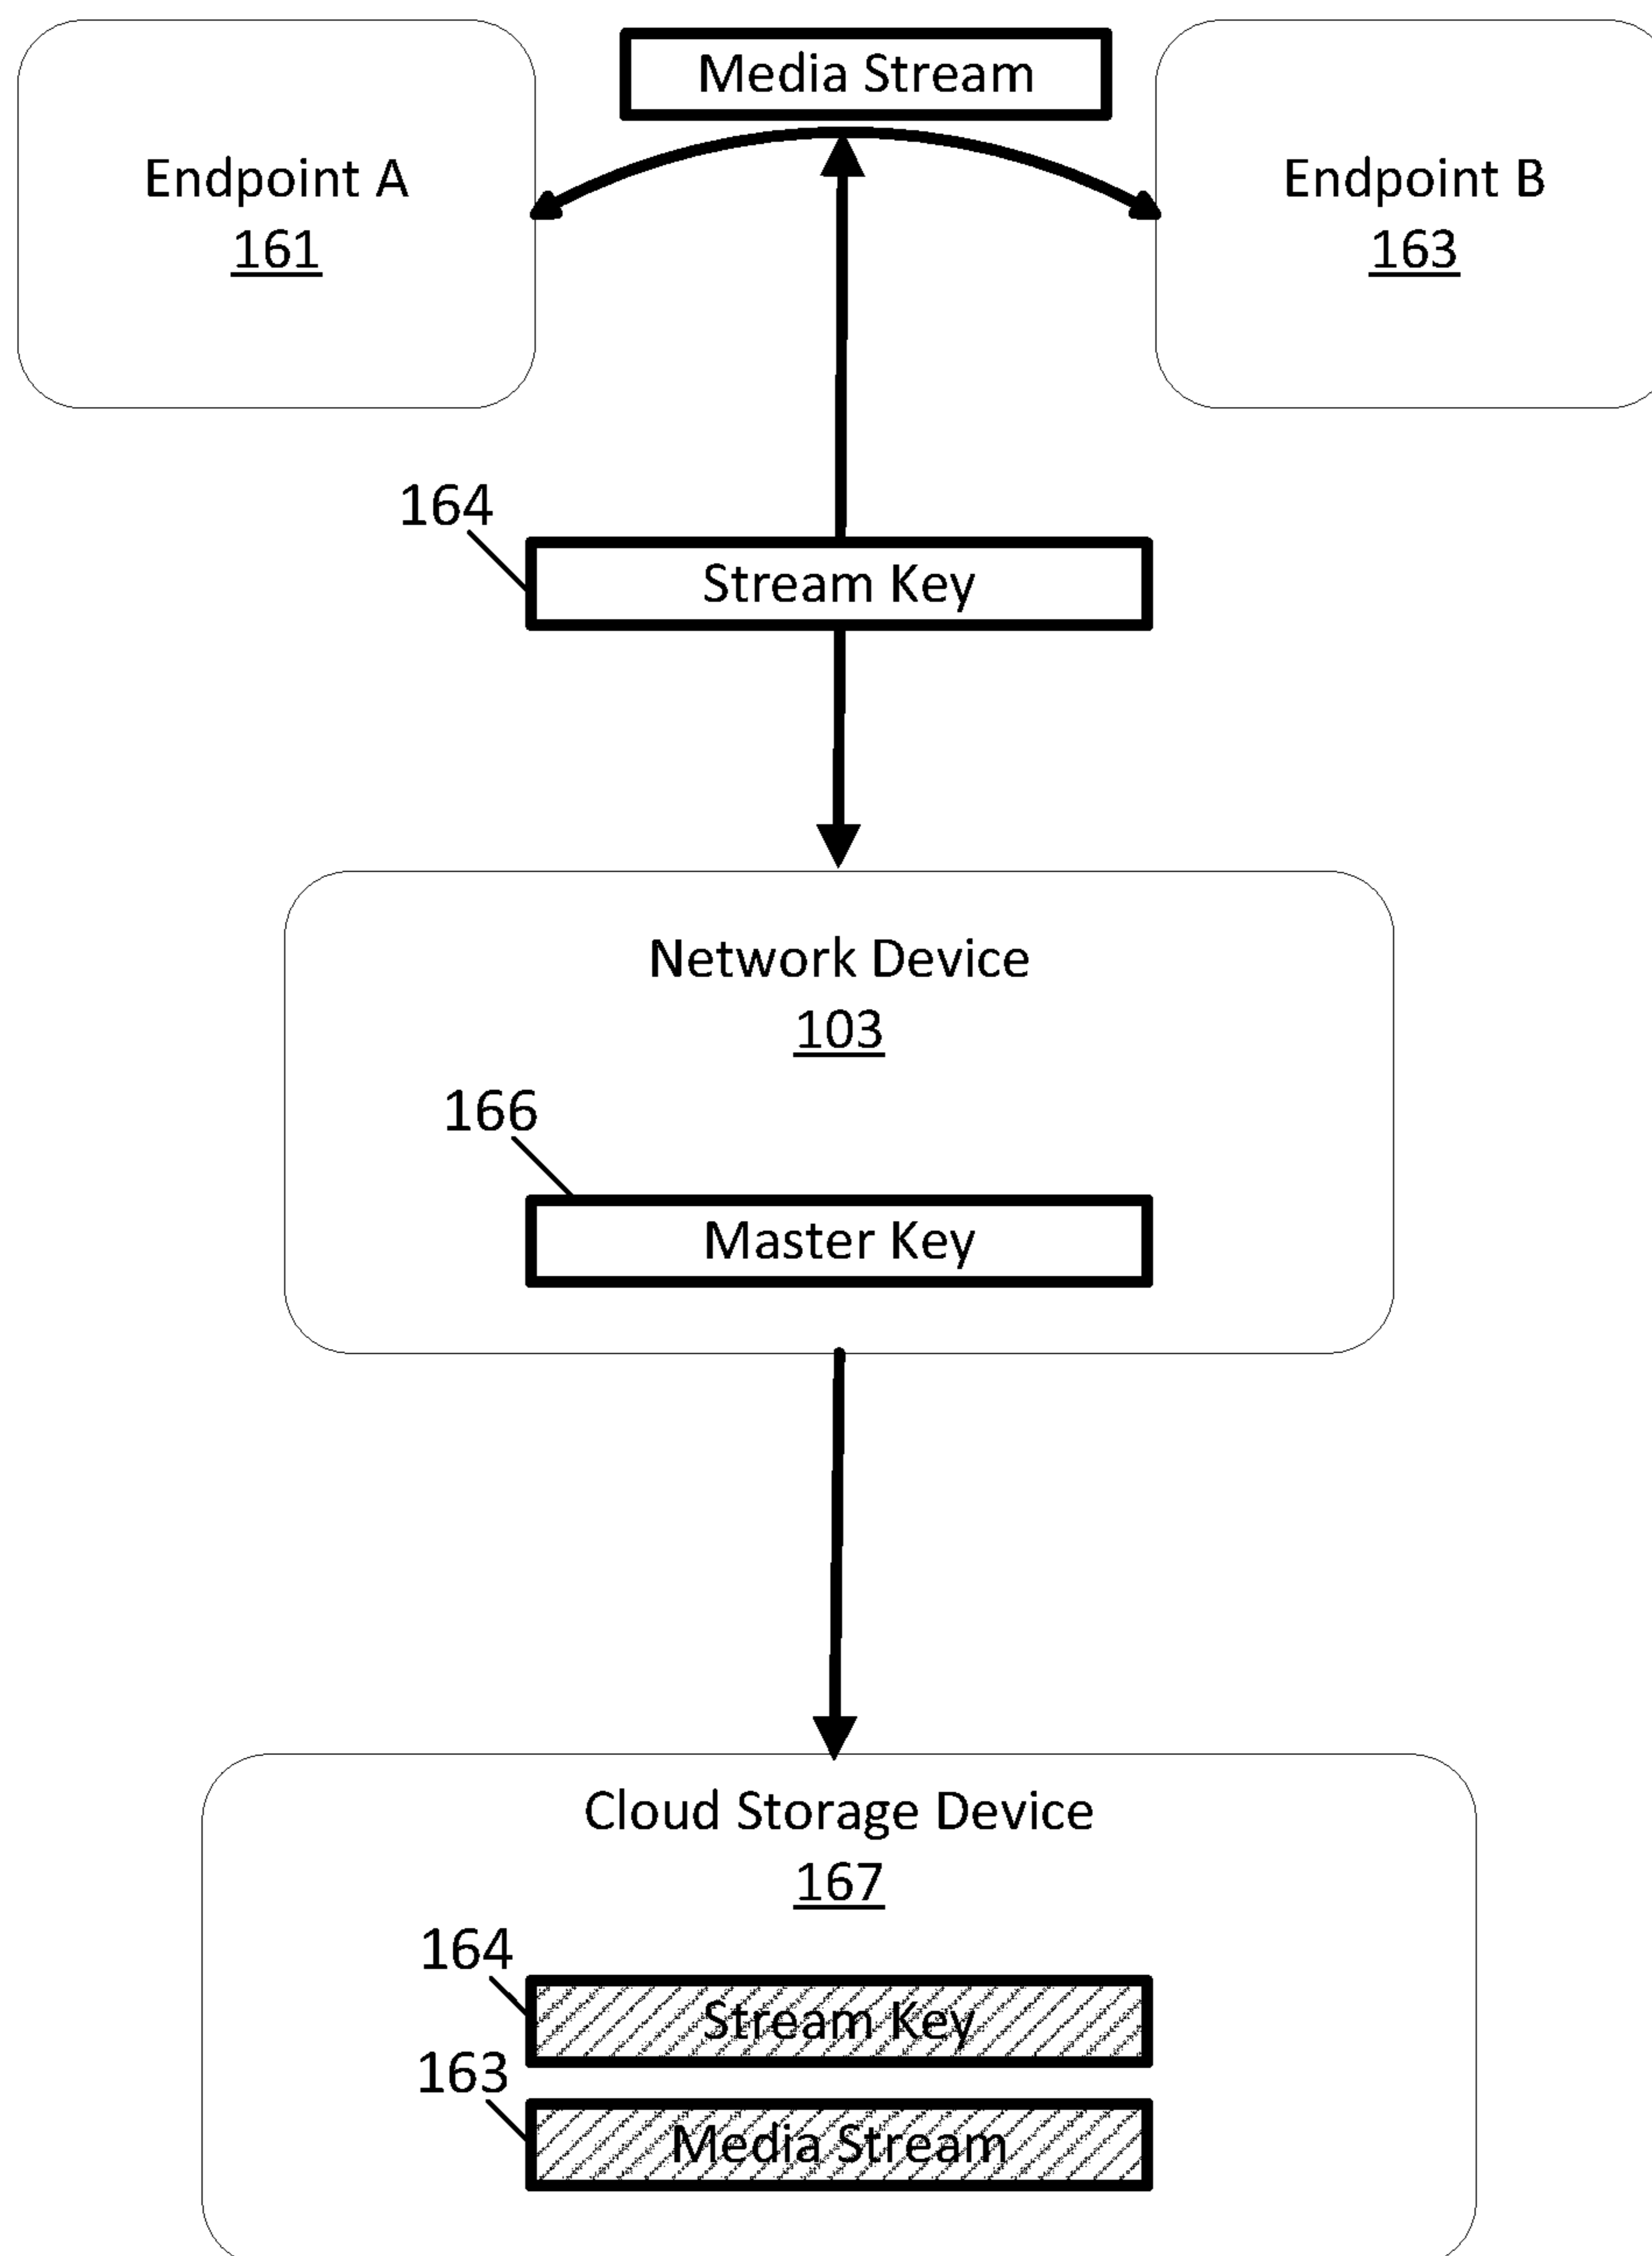 Media Stream
Endpoint A
161
Endpoint B
163
164
Stream Key
Network Device
103
166
Master Key
Cloud Storage Device
167
164
Stream Key
163
Media Stream